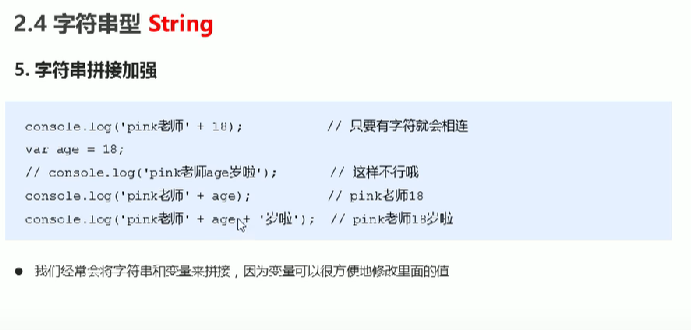 2.4 字符串型 String
5. 字符串拼接加强
console.log('pink老师' + 18); // 只要有字符就会相连
var age = 18;
// console.log('pink老师age岁啦'); // 这样不行哦
console.log('pink老师' + age); // pink老师18
console.log('pink老师' + age + '岁啦'); // pink老师18岁啦
● 我们经常会将字符串和变量来拼接，因为变量可以很方便地修改里面的值